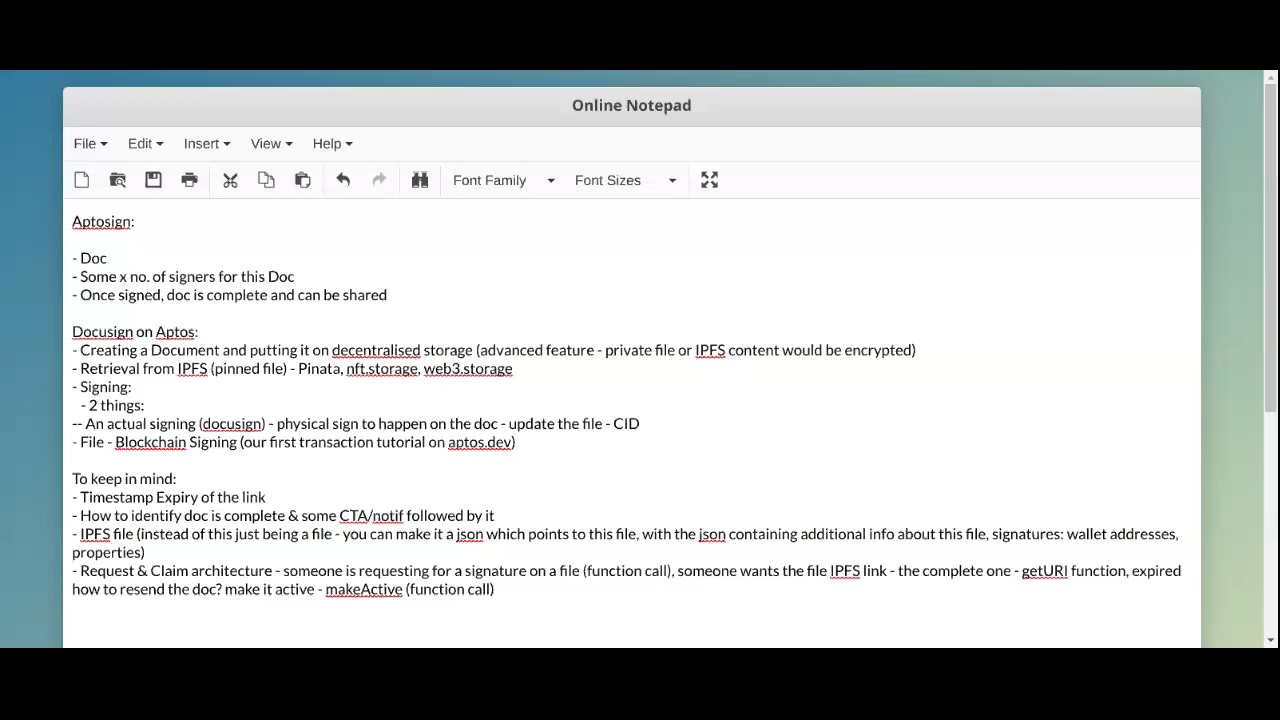 Online Notepad
File Edit Insert View Help
Font Family Font Sizes
Aptosign:
- Doc
- Some x no. of signers for this Doc
- Once signed, doc is complete and can be shared
Docusign on Aptos:
- Creating a Document and putting it on decentralised storage (advanced feature - private file or IPFS content would be encrypted)
- Retrieval from IPFS (pinned file) - Pinata, nft.storage, web3.storage
- Signing:
- 2 things:
-- An actual signing (docusign) - physical sign to happen on the doc - update the file - CID
- File - Blockchain Signing (our first transaction tutorial on aptos.dev)
To keep in mind:
- Timestamp Expiry of the link
- How to identify doc is complete & some CTA/notif followed by it
- IPFS file (instead of this just being a file - you can make it a json which points to this file, with the json containing additional info about this file, signatures: wallet addresses,
properties)
- Request & Claim architecture - someone is requesting for a signature on a file (function call), someone wants the file IPFS link - the complete one - getURI function, expired
how to resend the doc? make it active - makeActive (function call)